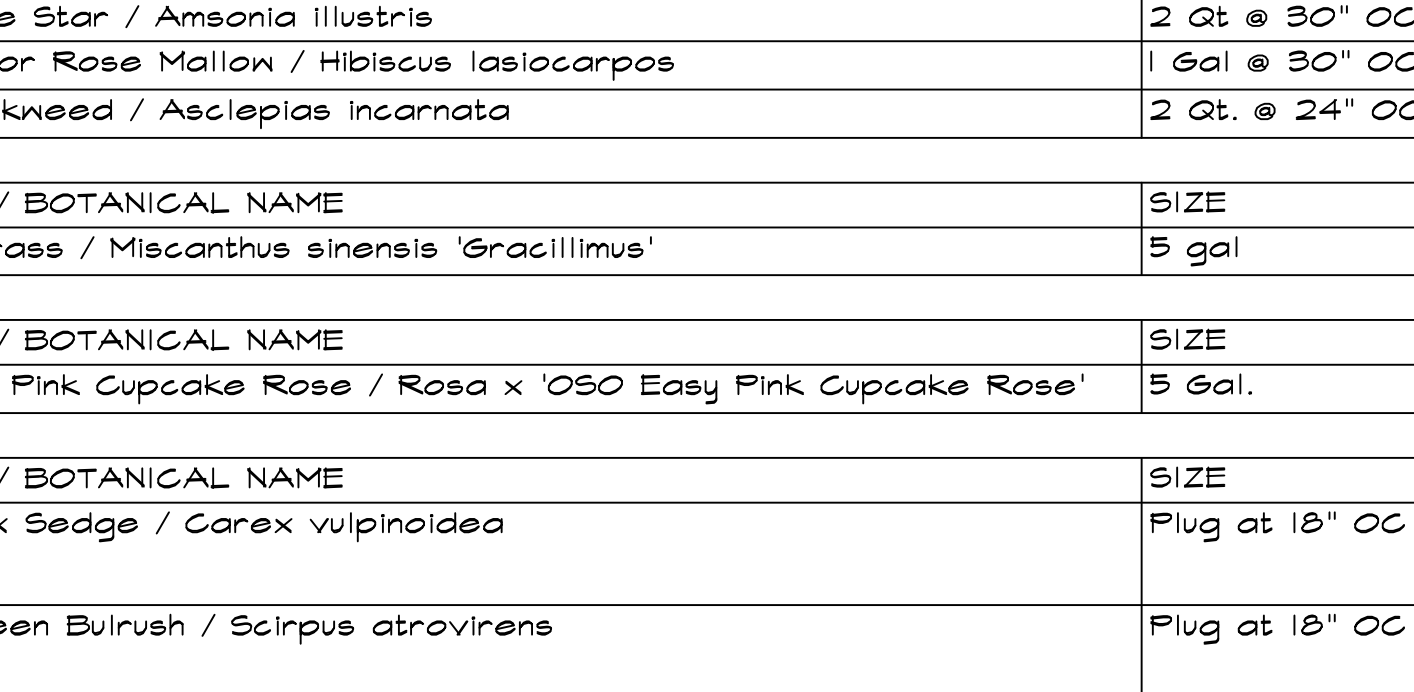 e Star / Amsonia illustris 2 Qt @ 30" OC
or Rose Mallow / Hibiscus lasiocarpos 1 Gal @ 30" OC
kweed / Asclepias incarnata 2 Qt. @ 24" OC
/ BOTANICAL NAME SIZE
rass / Miscanthus sinensis 'Gracillimus' 5 gal
/ BOTANICAL NAME SIZE
Pink Cupcake Rose / Rosa x 'OSO Easy Pink Cupcake Rose' 5 Gal.
/ BOTANICAL NAME SIZE
x Sedge / Carex vulpinoidea Plug at 18" OC
een Bulrush / Scirpus atrovirens Plug at 18" OC